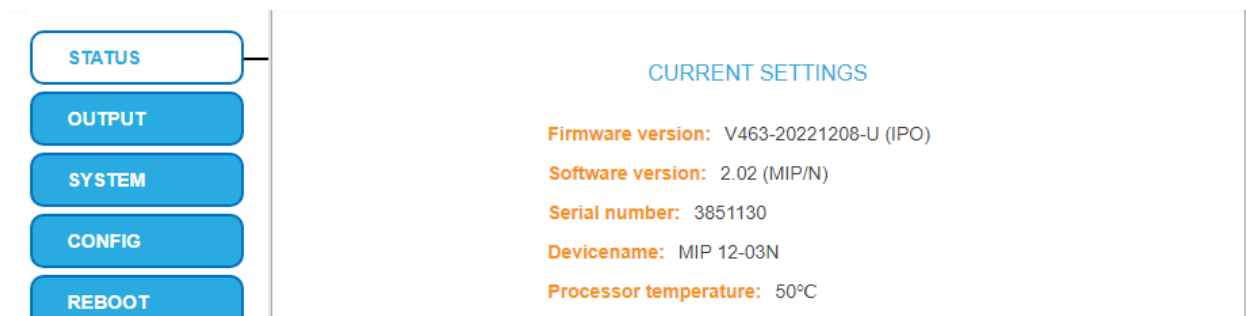 STATUS
OUTPUT
SYSTEM
CONFIG
REBOOT
CURRENT SETTINGS
Firmware version: V463-20221208-U (IPO)
Software version: 2.02 (MIP/N)
Serial number: 3851130
Devicename: MIP 12-03N
Processor temperature: 50°C